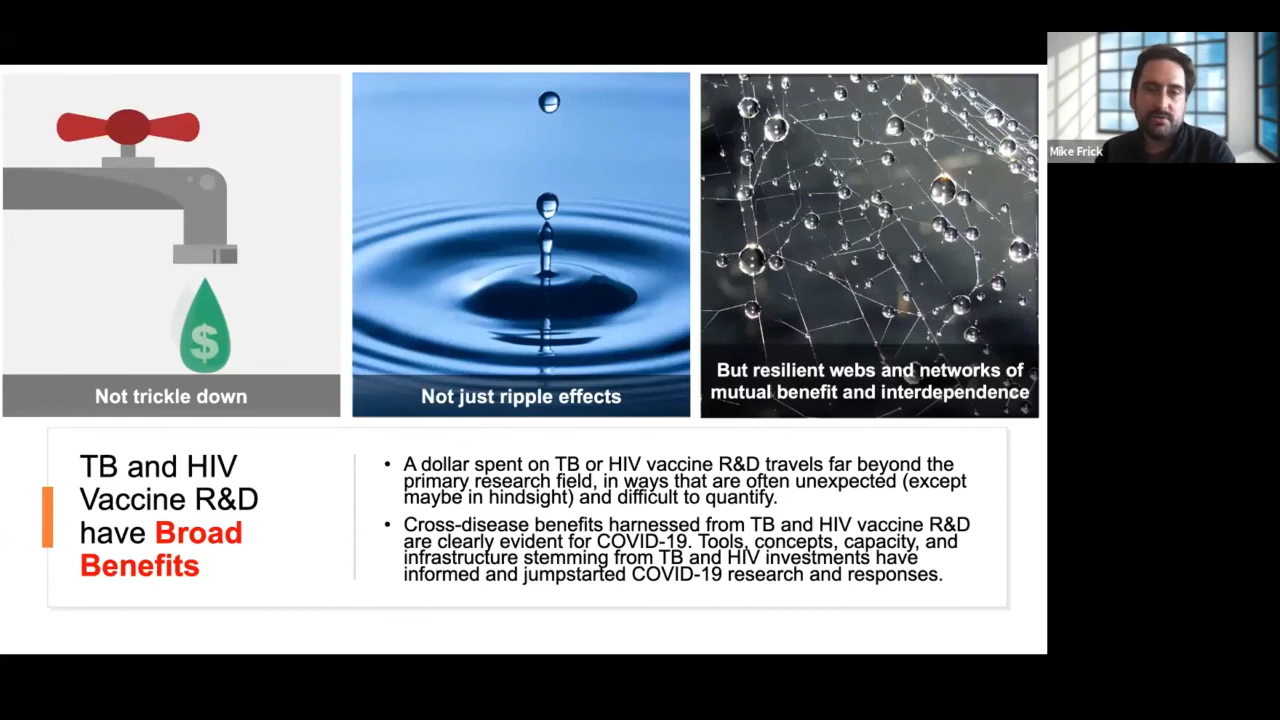 Mike Frick
$
Not trickle down
Not just ripple effects
But resilient webs and networks of
mutual benefit and interdependence
TB and HIV
Vaccine R&D
have Broad
Benefits
• A dollar spent on TB or HIV vaccine R&D travels far beyond the
primary research field, in ways that are often unexpected (except
maybe in hindsight) and difficult to quantify.
• Cross-disease benefits harnessed from TB and HIV vaccine R&D
are clearly evident for COVID-19. Tools, concepts, capacity, and
infrastructure stemming from TB and HIV investments have
informed and jumpstarted COVID-19 research and responses.